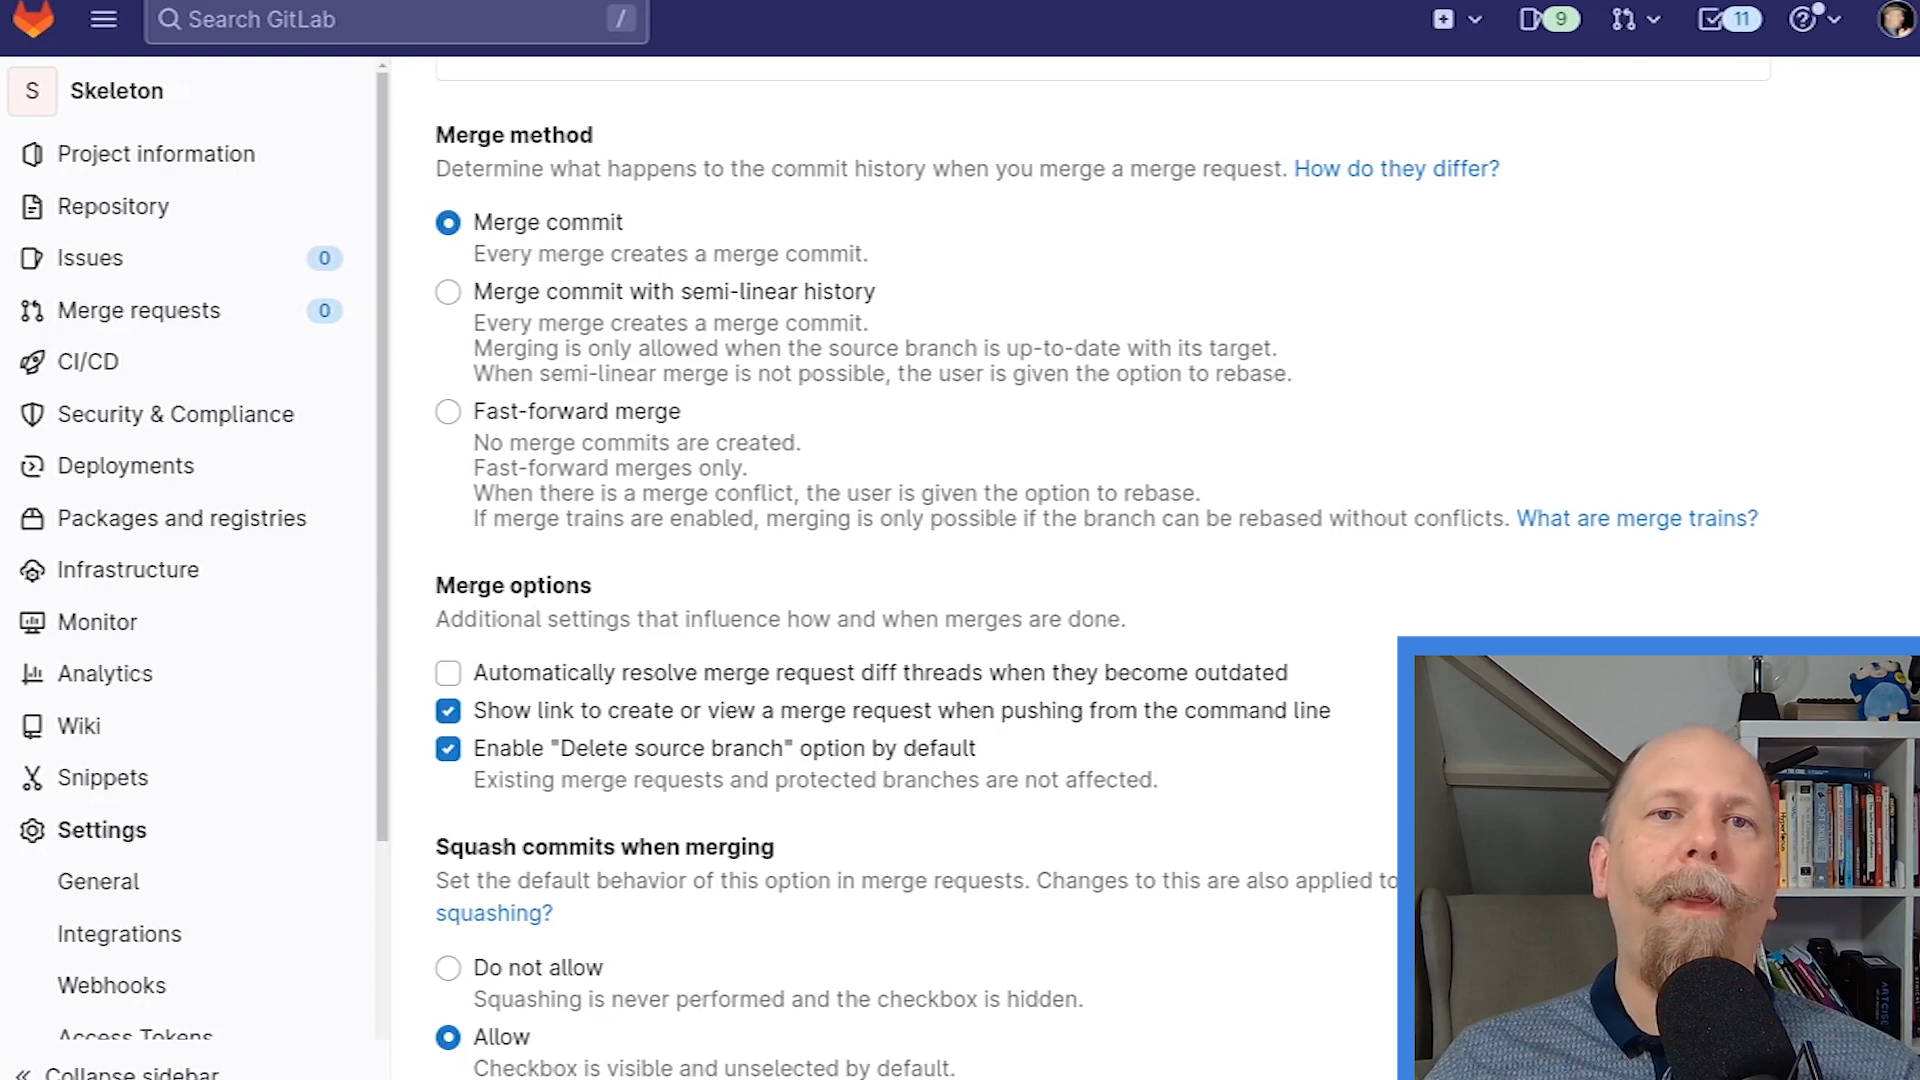 Search GitLab
/
9
11
S
Skeleton
Project information
Repository
Issues
0
Merge requests
0
CI/CD
Security & Compliance
Deployments
Packages and registries
Infrastructure
Monitor
Analytics
Wiki
Snippets
Settings
General
Integrations
Webhooks
Access Tokens
Collapse sidebar
Merge method
Determine what happens to the commit history when you merge a merge request. How do they differ?
Merge commit
Every merge creates a merge commit.
Merge commit with semi-linear history
Every merge creates a merge commit.
Merging is only allowed when the source branch is up-to-date with its target.
When semi-linear merge is not possible, the user is given the option to rebase.
Fast-forward merge
No merge commits are created.
Fast-forward merges only.
When there is a merge conflict, the user is given the option to rebase.
If merge trains are enabled, merging is only possible if the branch can be rebased without conflicts. What are merge trains?
Merge options
Additional settings that influence how and when merges are done.
Automatically resolve merge request diff threads when they become outdated
Show link to create or view a merge request when pushing from the command line
Enable "Delete source branch" option by default
Existing merge requests and protected branches are not affected.
Squash commits when merging
Set the default behavior of this option in merge requests. Changes to this are also applied to
squashing?
Do not allow
Squashing is never performed and the checkbox is hidden.
Allow
Checkbox is visible and unselected by default.